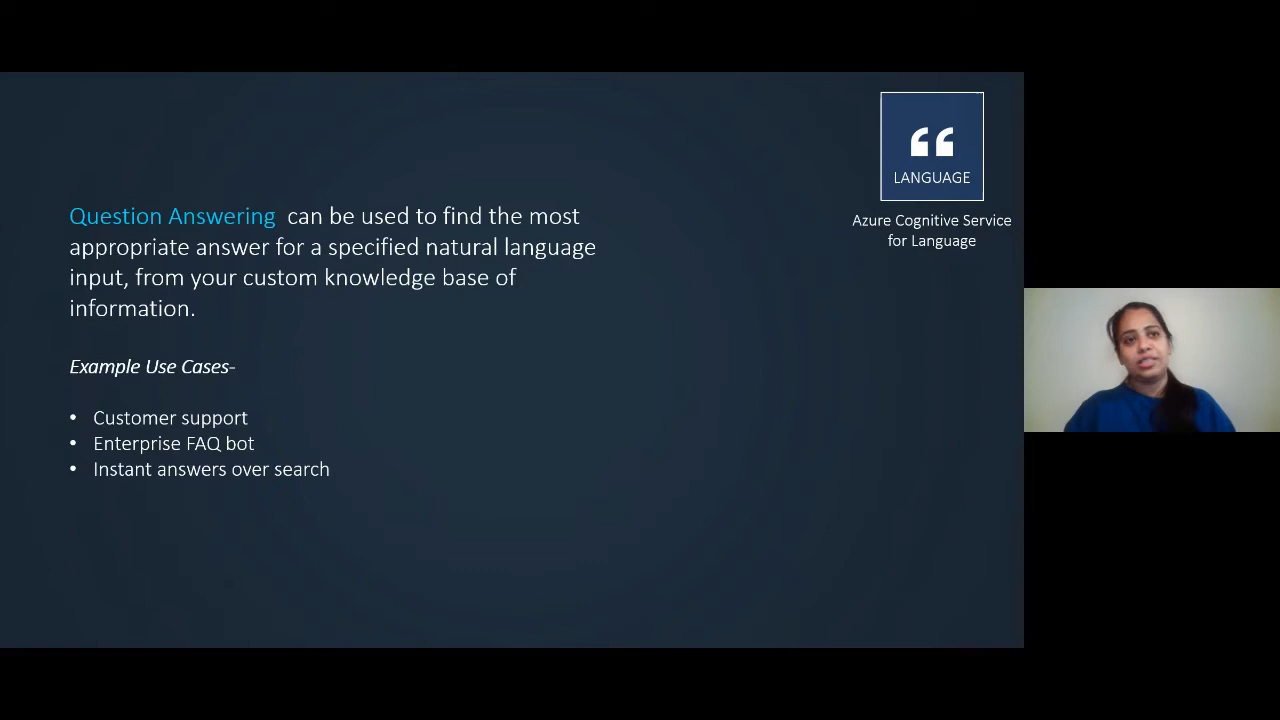 LANGUAGE
Azure Cognitive Service
for Language
Question Answering can be used to find the most
appropriate answer for a specified natural language
input, from your custom knowledge base of
information.
Example Use Cases-
• Customer support
• Enterprise FAQ bot
• Instant answers over search